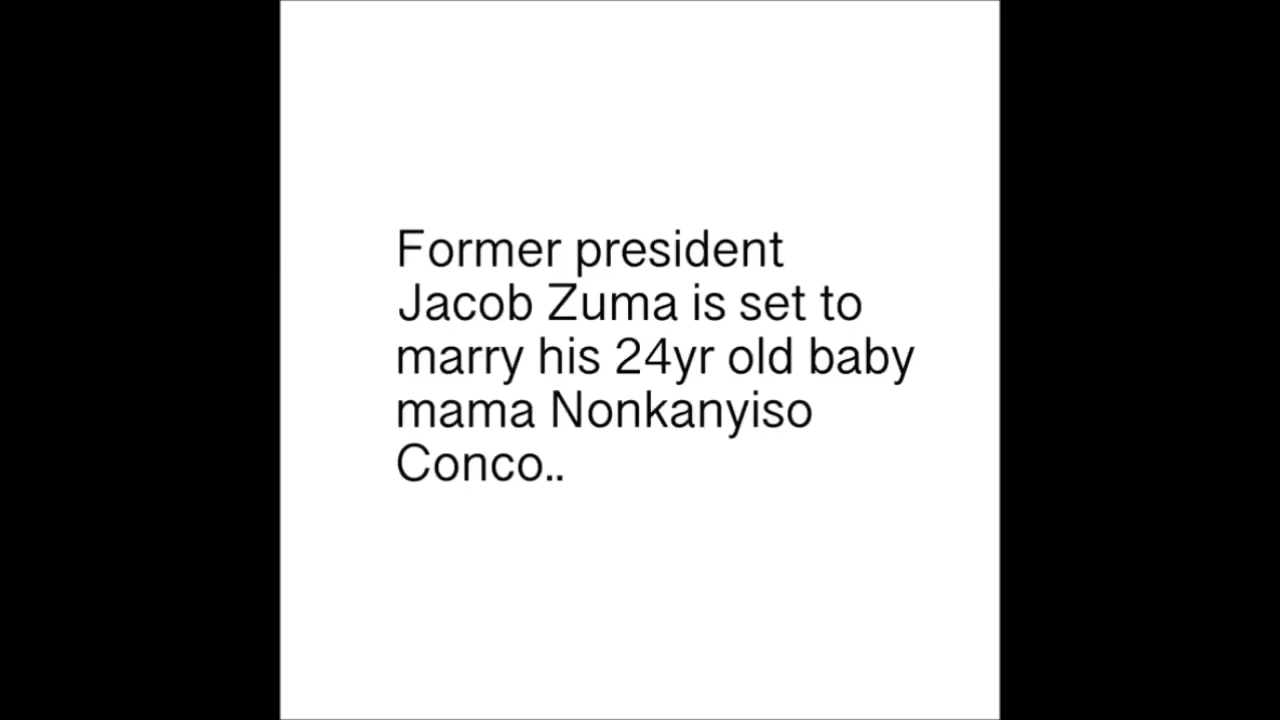 Former president
Jacob Zuma is set to
marry his 24yr old baby
mama Nonkanyiso
Conco..